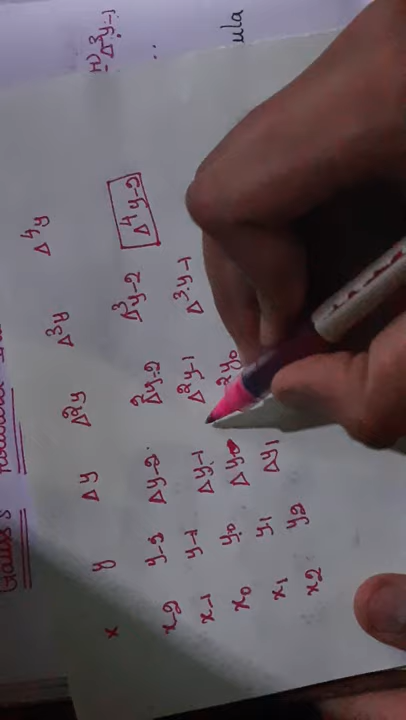 Gauss's
x y Δy Δ²y Δ³y Δ⁴y
x-2 y-2 Δy-2 Δ²y-2 Δ³y-2 Δ⁴y-2
x-1 y-1 Δy-1 Δ²y-1 Δ³y-1
x0 y0 Δy0 ²y0
x1 y1 Δy1
x2 y2
Δ³y-1
ula